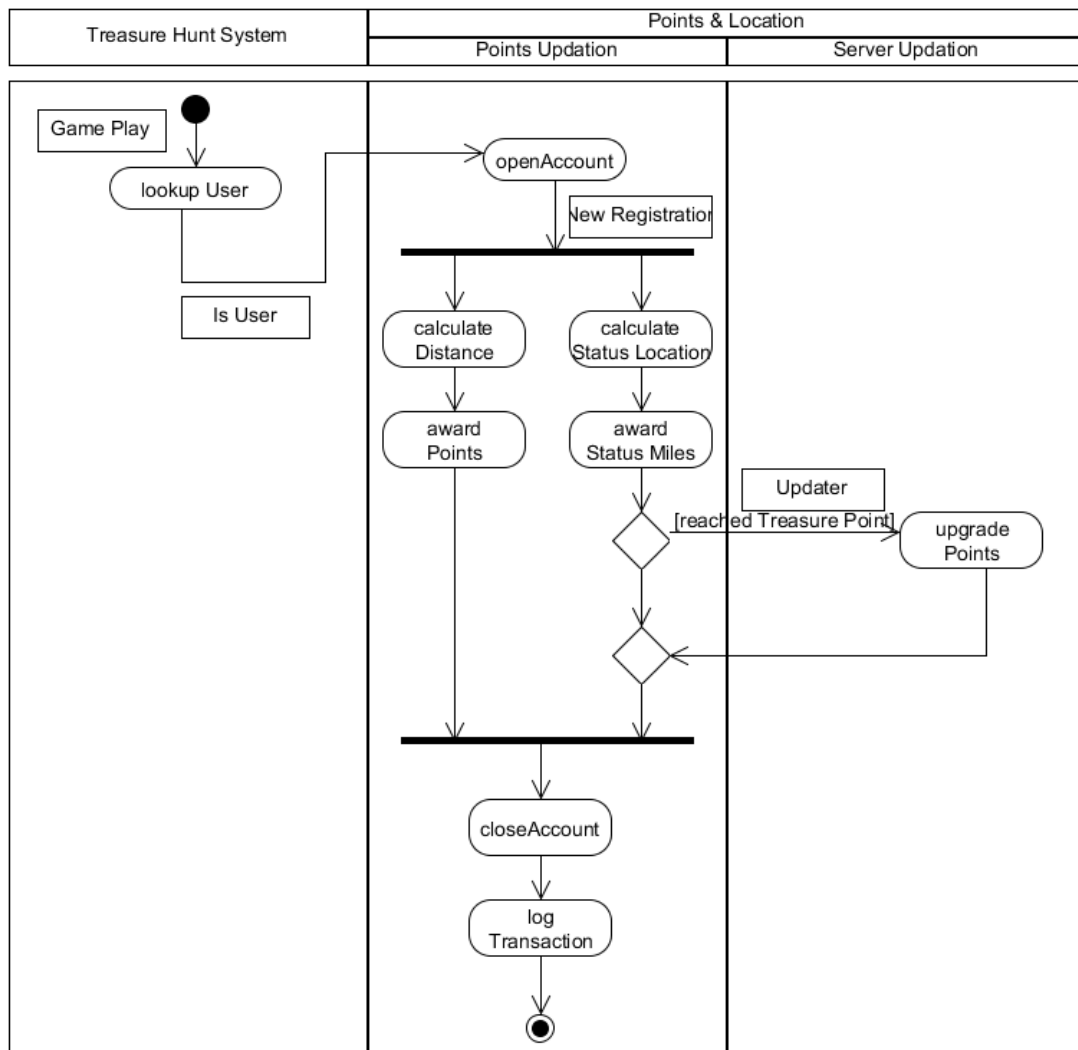 Treasure Hunt System
Points & Location
Points Updation
Server Updation
Game Play
lookup User
openAccount
New Registration
Is User
calculate
Distance
calculate
Status Location
award
Points
award
Status Miles
Updater
[reached Treasure Point]
upgrade
Points
closeAccount
log
Transaction